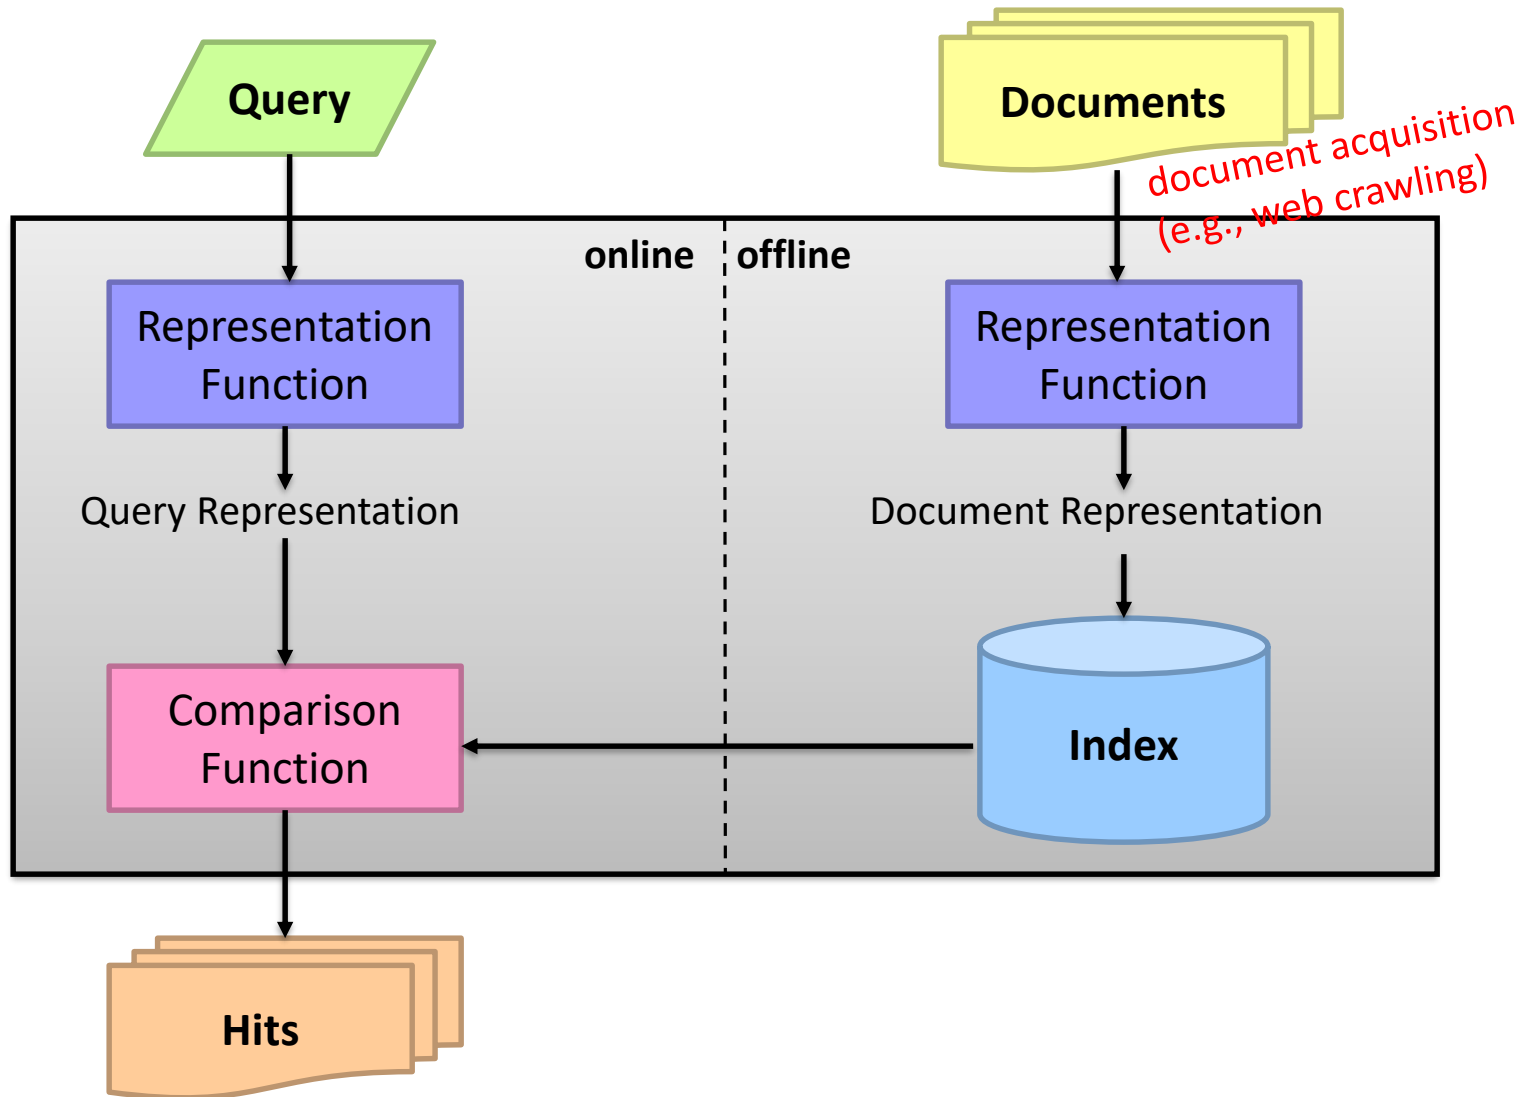 Query
Documents
document acquisition
(e.g., web crawling)
online
offline
Representation
Function
Representation
Function
Query Representation
Document Representation
Comparison
Function
Index
Hits